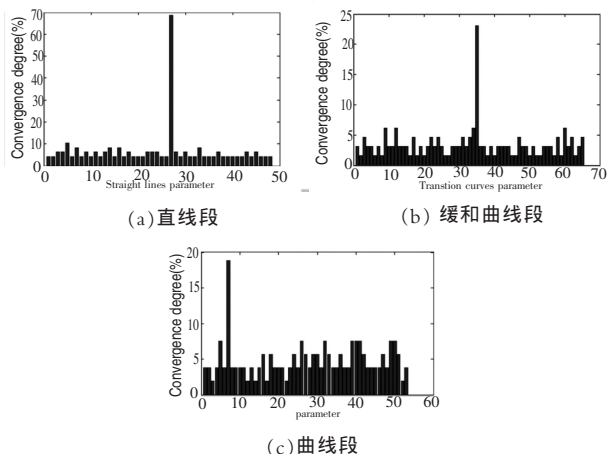 Convergence degree(%)
70
60
50
40
30
20
10
0
0 10 20 30 40 50
Straight lines parameter
(a)直线段
Convergence degree(%)
25
20
15
10
5
0
0 10 20 30 40 50 60 70
Transtion curves parameter
(b) 缓和曲线段
Convergence degree(%)
20
15
10
5
0
0 10 20 30 40 50 60
parameter
(c)曲线段